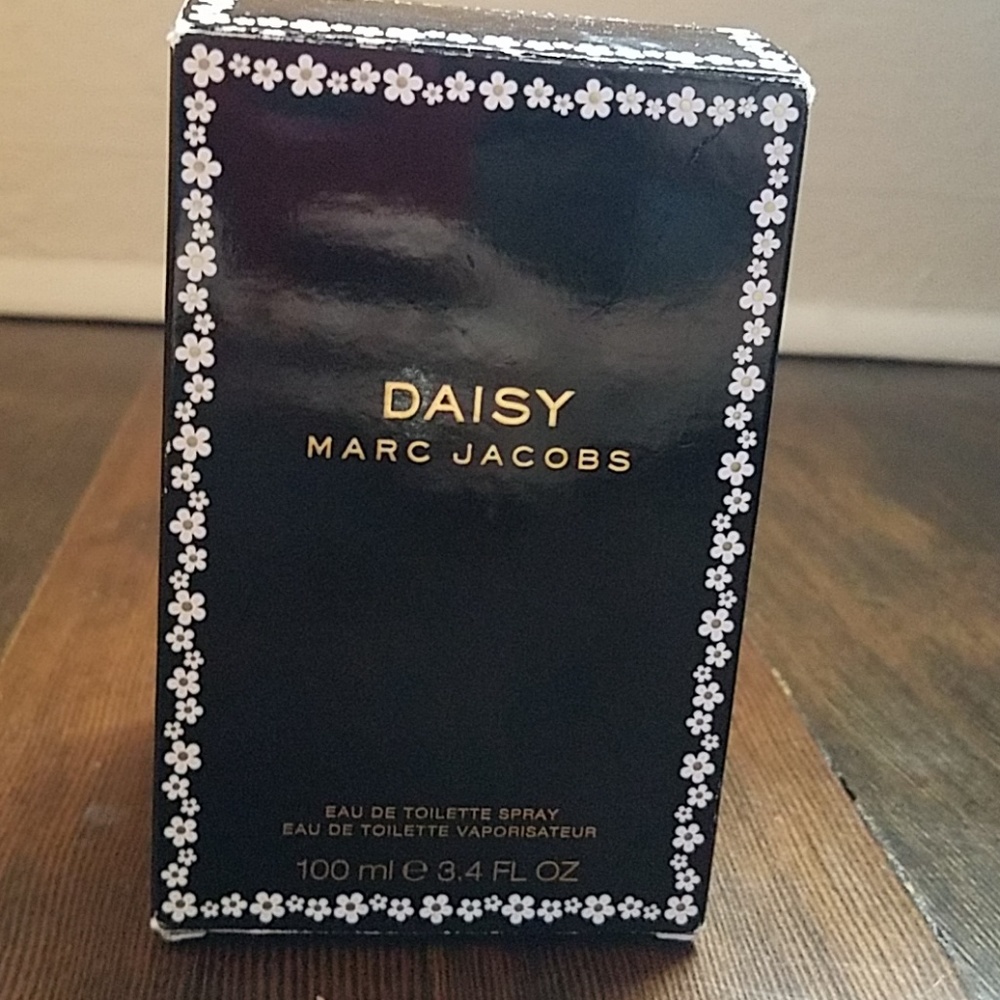 DAISY
MARC JACOBS
EAU DE TOILETTE SPRAY
EAU DE TOILETTE VAPORISATEUR
100 ml ℮ 3.4 FL OZ